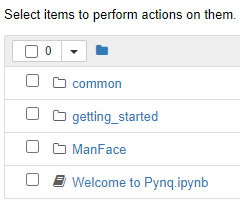 Select items to perform actions on them.
0
common
getting_started
ManFace
Welcome to Pynq.ipynb